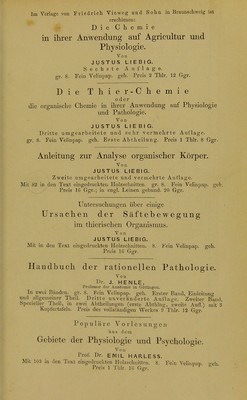 Im Verlage von Friedrich Vieweg und Sohn in Braunschweig ist
erschienen:
Die Chemie
in ihrer Anwendung auf Agricultur und
Physiologie.
Von
JUSTUS LIEBIG.
Sechste Auflage.
gr. 8. Fein Velinpap. geh. Preis 3 Thlr. 12 Ggr.
Die Thier-Chemie
oder
die organische Chemie in ihrer Anwendung auf Physiologie
und Pathologie.
Von
JUSTUS LIEBIG.
Dritte umgearbeitete und sehr vermehrte Auflage.
gr. 8. Fein Velinpap. geh. Erste Abtheilung. Preis 1 Thlr. 8 Ggr.
Anleitung zur Analyse organischer Körper.
Von
JUSTUS LIEBIG.
Zweite umgearbeitete und vermehrte Auflage.
Mit 82 in den Text eingedruckten Holzschnitten. gr. 8. Fein Velinpap. geh.
Preis 16 Ggr.; in engl. Leinen gebund. 20 Ggr.
Untersuchungen über einige
Ursachen der Säftebewegung
im thierischen Organismus.
Von
JUSTUS LIEBIG.
Mit in den Text eingedruckten Holzschnitten. 8. Fein Velinpap. geh.
Preis 16 Ggr.
Handbuch der rationellen Pathologie.
Von
Dr. J. HENLE,
Professor der Anatomie in Göttingen.
In zwei Bänden. gr. 8. Fein Velinpap. geh. Erster Band, Einleitung
und allgemeiner Theil. Dritte unveränderte Auflage. Zweiter Band.
Specieller Theil, in zwei Abtheilungen (erste Abthlng. zweite Aufl.) mit 3
Kupfertafeln. Preis des vollständigen Werkes 9 Thlr. 12 Ggr.
Populäre Vorlesungen
aus dem
Gebiete der Physiologie und Psychologie.
Von
Prof. Dr. EMIL HARLESS.
Mit 103 in den Text eingedruckten Holzschnitten. 8. Fein Velinpap. geh.
Preis 1 Thlr. 16 Ggr.